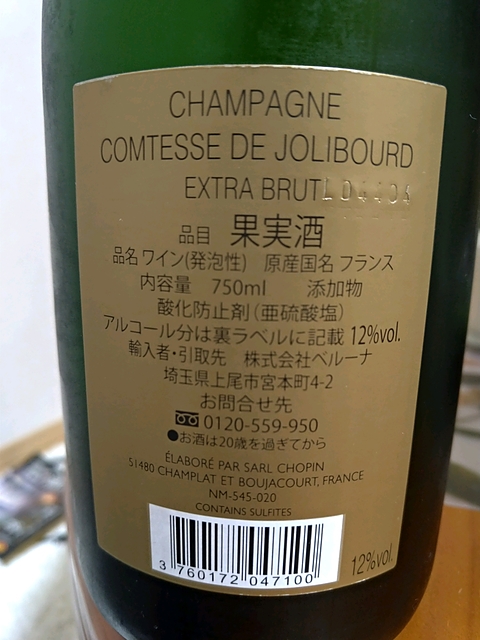 CHAMPAGNE
COMTESSE DE JOLIBOURD
EXTRA BRUT L04404
品目 果実酒
品名 ワイン(発泡性) 原産国名 フランス
内容量 750ml 添加物
酸化防止剤(亜硫酸塩)
アルコール分は裏ラベルに記載 12%vol.
輸入者・引取先 株式会社ベルーナ
埼玉県上尾市宮本町4-2
お問合せ先
0120-559-950
●お酒は20歳を過ぎてから
ÉLABORÉ PAR SARL CHOPIN
51480 CHAMPLAT ET BOUJACOURT, FRANCE
NM-545-020
CONTAINS SULFITES
3 760172 047100
12%vol.